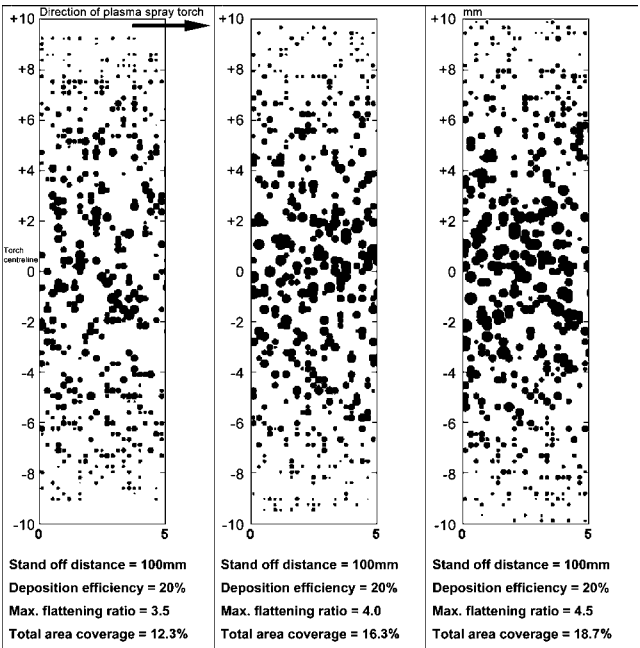 Direction of plasma spray torch
mm
+10
+8
+6
+4
+2
Torch
centreline
0
-2
-4
-6
-8
-10
0
5
+10
+8
+6
+4
+2
0
-2
-4
-6
-8
-10
0
5
+10
+8
+6
+4
+2
0
-2
-4
-6
-8
-10
0
5
Stand off distance = 100mm
Deposition efficiency = 20%
Max. flattening ratio = 3.5
Total area coverage = 12.3%
Stand off distance = 100mm
Deposition efficiency = 20%
Max. flattening ratio = 4.0
Total area coverage = 16.3%
Stand off distance = 100mm
Deposition efficiency = 20%
Max. flattening ratio = 4.5
Total area coverage = 18.7%